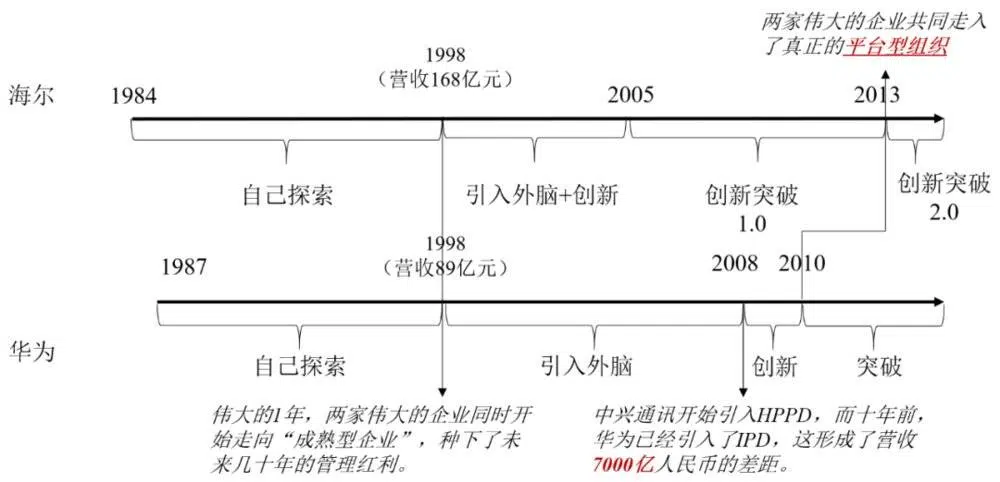 两家伟大的企业共同走入
了真正的平台型组织
1998
（营收168亿元）
海尔
1984
2005
2013
自己探索
引入外脑+创新
创新突破
1.0
创新突破
2.0
1998
（营收89亿元）
1987
2008
2010
华为
自己探索
引入外脑
创新
突破
伟大的1年，两家伟大的企业同时开
始走向“成熟型企业”，种下了未
来几十年的管理红利。
中兴通讯开始引入HPPD，而十年前，
华为已经引入了IPD，这形成了营收
7000亿人民币的差距。